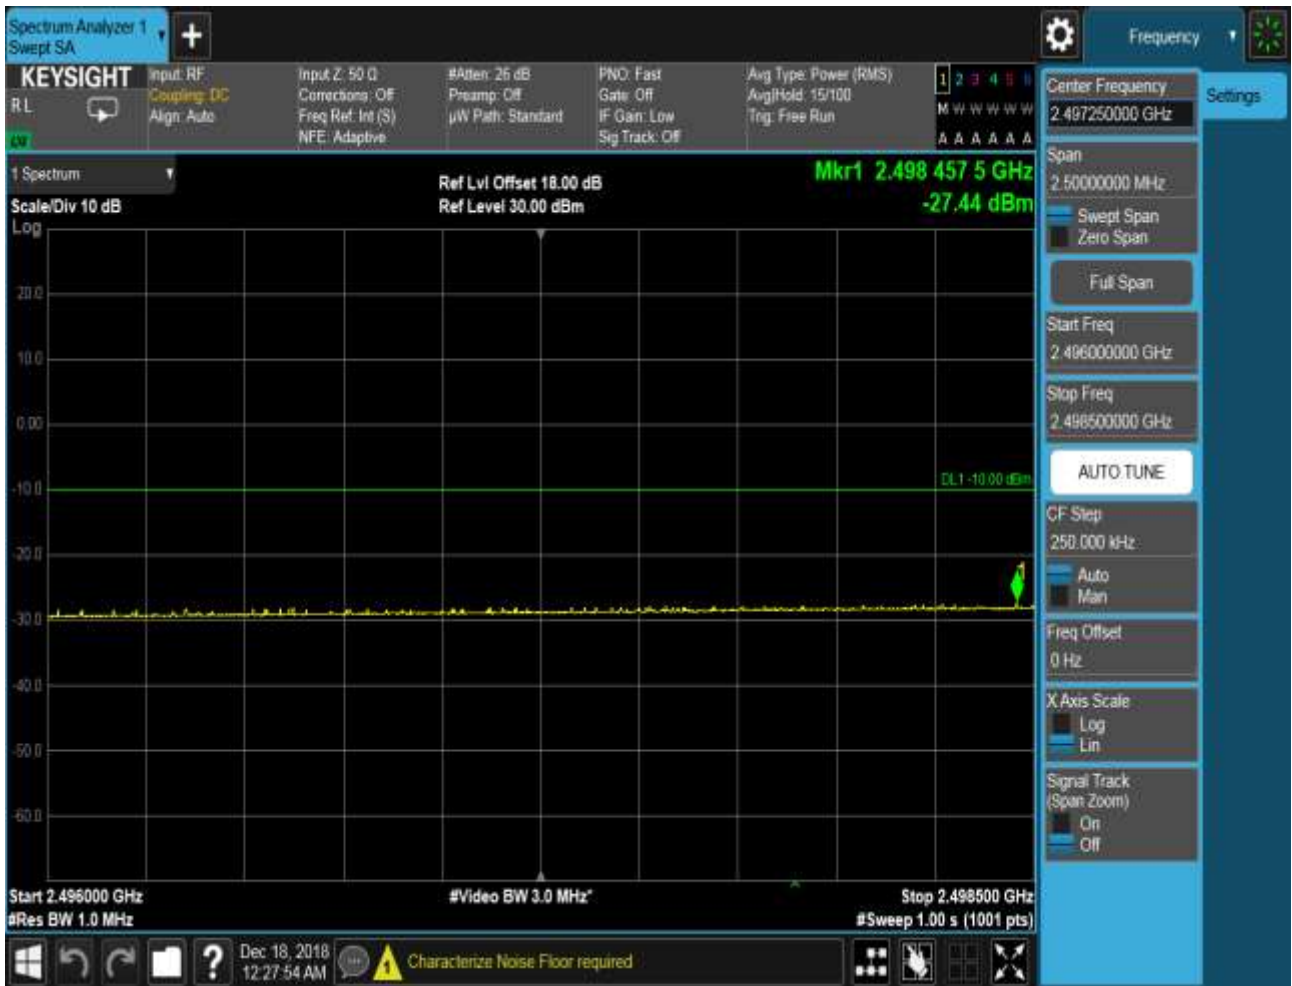 Spectrum Analyzer 1
Swept SA
Frequency
KEYSIGHT
R L
Input: RF
Coupling: DC
Align: Auto
Input Z: 50 Ω
Corrections: Off
Freq Ref: Int (S)
NFE: Adaptive
#Atten: 26 dB
Preamp: Off
µW Path: Standard
PNO: Fast
Gate: Off
IF Gain: Low
Sig Track: Off
Avg Type: Power (RMS)
Avg|Hold: 15/100
Trig: Free Run
1 2 3 4 5 6
M W W W W W
A A A A A A
1 Spectrum
Scale/Div 10 dB
Log
Ref Lvl Offset 18.00 dB
Ref Level 30.00 dBm
Mkr1 2.498 457 5 GHz
-27.44 dBm
20.0
10.0
0.00
-10.0
-20.0
-30.0
-40.0
-50.0
-60.0
DL1 -10.00 dBm
1
Start 2.496000 GHz
#Res BW 1.0 MHz
#Video BW 3.0 MHz*
Stop 2.498500 GHz
#Sweep 1.00 s (1001 pts)
Center Frequency
2.497250000 GHz
Settings
Span
2.50000000 MHz
Swept Span
Zero Span
Full Span
Start Freq
2.496000000 GHz
Stop Freq
2.498500000 GHz
AUTO TUNE
CF Step
250.000 kHz
Auto
Man
Freq Offset
0 Hz
X Axis Scale
Log
Lin
Signal Track
(Span Zoom)
On
Off
?
Dec 18, 2018
12:27:54 AM
1
Characterize Noise Floor required